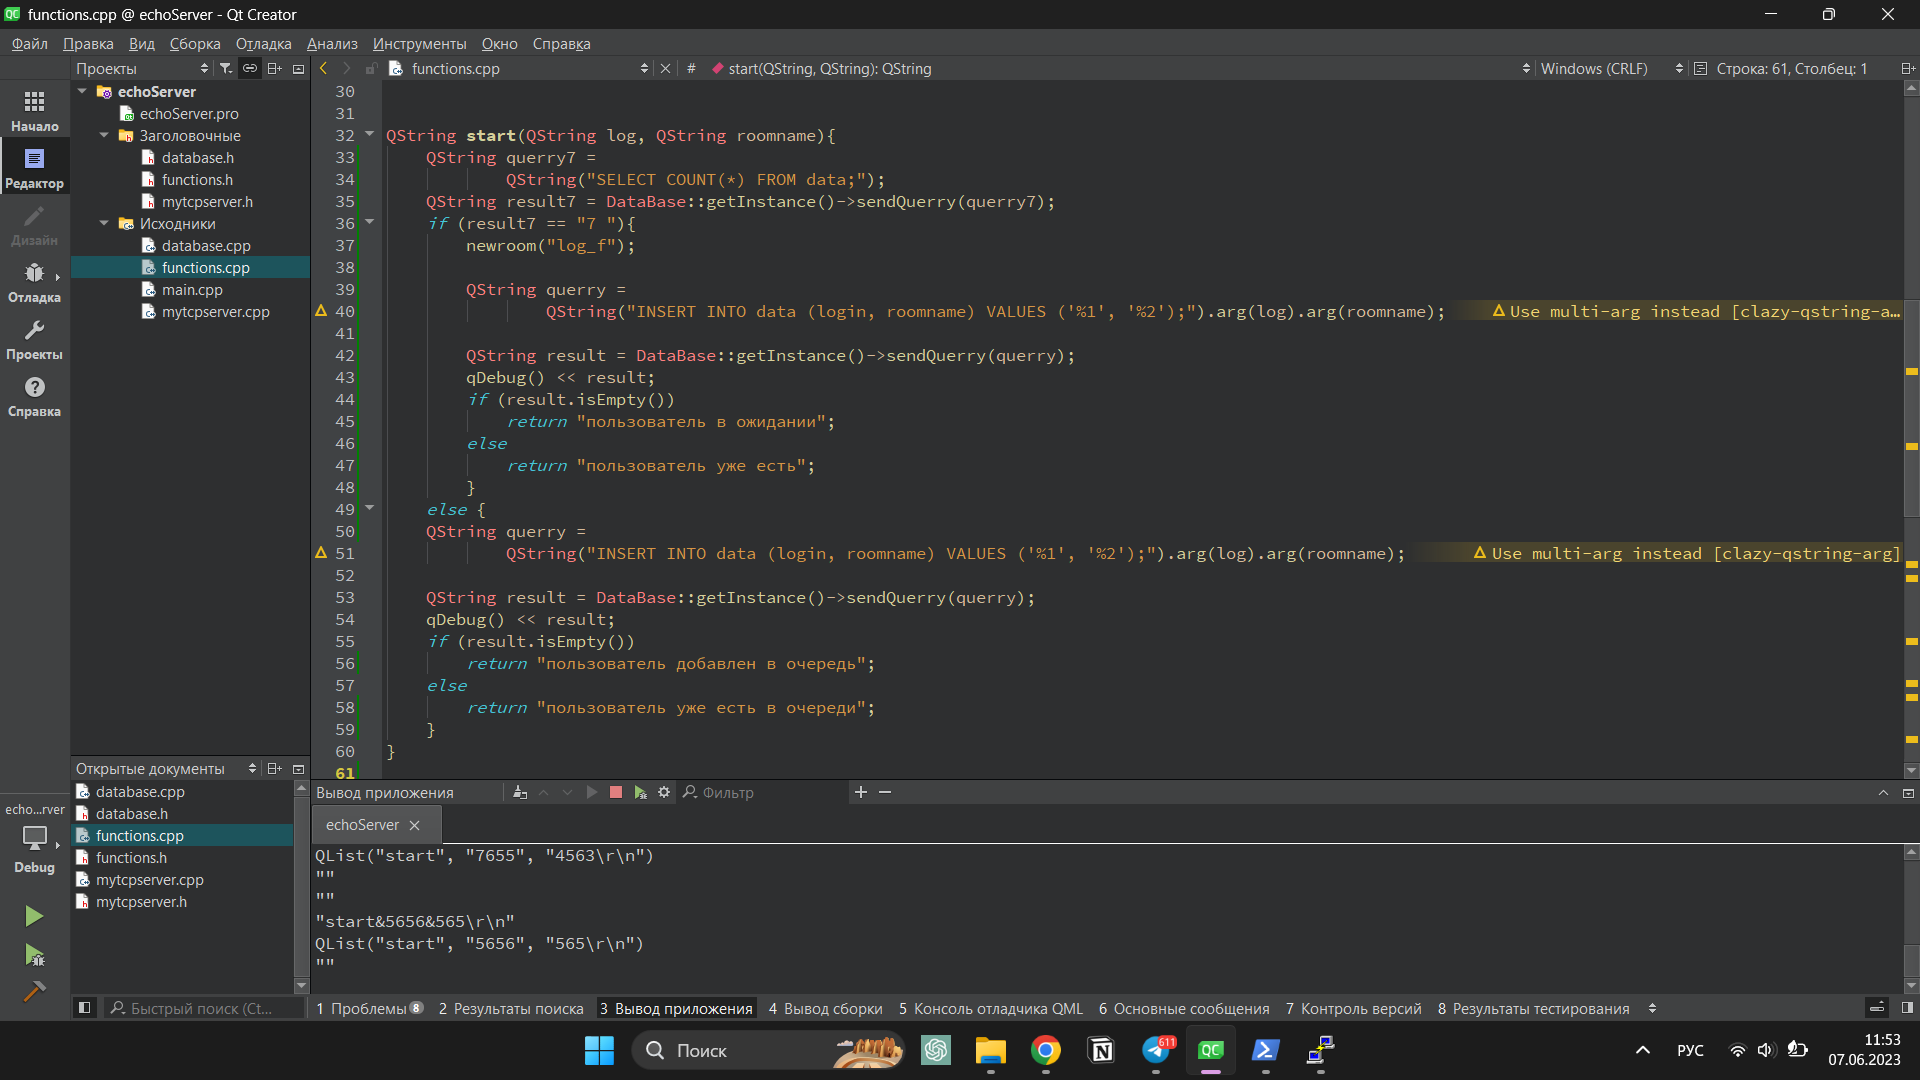 functions.cpp @ echoServer - Qt Creator
Файл Правка Вид Сборка Отладка Анализ Инструменты Окно Справка
Проекты
functions.cpp
#
start(QString, QString): QString
Windows (CRLF)
Строка: 61, Столбец: 1
Начало
Редактор
Дизайн
Отладка
Проекты
Справка
echoServer
echoServer.pro
Заголовочные
database.h
functions.h
mytcpserver.h
Исходники
database.cpp
functions.cpp
main.cpp
mytcpserver.cpp
30
31
32 QString start(QString log, QString roomname){
33 QString querry7 =
34 QString("SELECT COUNT(*) FROM data;");
35 QString result7 = DataBase::getInstance()->sendQuerry(querry7);
36 if (result7 == "7 "){
37 newroom("log_f");
38
39 QString querry =
40 QString("INSERT INTO data (login, roomname) VALUES ('%1', '%2');").arg(log).arg(roomname); Use multi-arg instead [clazy-qstring-a…
41
42 QString result = DataBase::getInstance()->sendQuerry(querry);
43 qDebug() << result;
44 if (result.isEmpty())
45 return "пользователь в ожидании";
46 else
47 return "пользователь уже есть";
48 }
49 else {
50 QString querry =
51 QString("INSERT INTO data (login, roomname) VALUES ('%1', '%2');").arg(log).arg(roomname); Use multi-arg instead [clazy-qstring-arg]
52
53 QString result = DataBase::getInstance()->sendQuerry(querry);
54 qDebug() << result;
55 if (result.isEmpty())
56 return "пользователь добавлен в очередь";
57 else
58 return "пользователь уже есть в очереди";
59 }
60 }
61
Открытые документы
database.cpp
database.h
functions.cpp
functions.h
mytcpserver.cpp
mytcpserver.h
echo...rver
Debug
Вывод приложения
Фильтр
echoServer
QList("start", "7655", "4563\r\n")
""
""
"start&5656&565\r\n"
QList("start", "5656", "565\r\n")
""
Быстрый поиск (Ct...
1 Проблемы 8 2 Результаты поиска 3 Вывод приложения 4 Вывод сборки 5 Консоль отладчика QML 6 Основные сообщения 7 Контроль версий 8 Результаты тестирования
Поиск
611
QC
РУС
11:53
07.06.2023